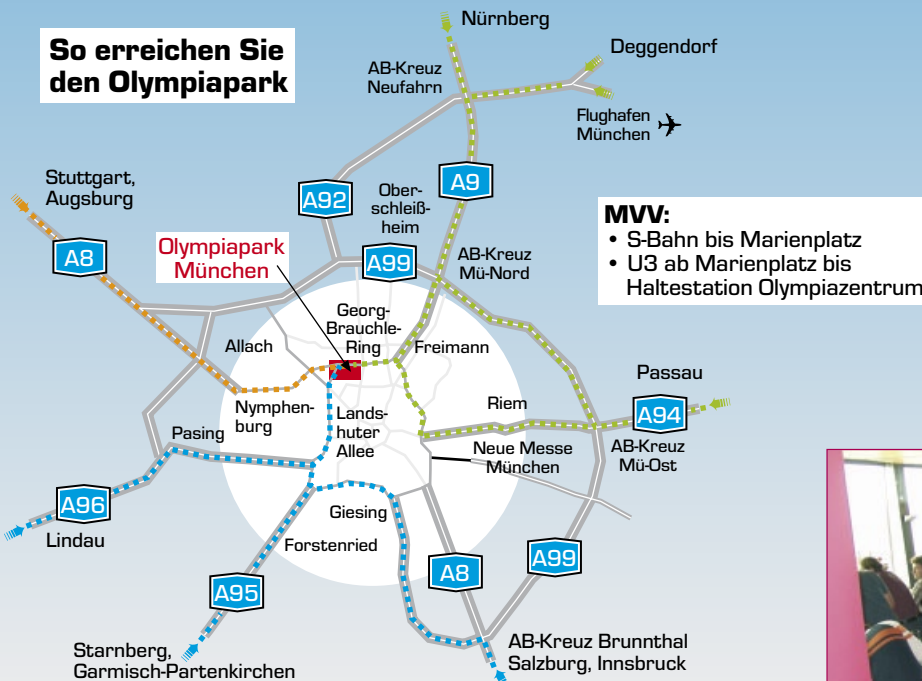 So erreichen Sie
den Olympiapark
Nürnberg
Deggendorf
AB-Kreuz
Neufahrn
Flughafen
München
Stuttgart,
Augsburg
A8
A92
Ober-
schleiß-
heim
A9
A99
AB-Kreuz
Mü-Nord
Olympiapark
München
MVV:
• S-Bahn bis Marienplatz
• U3 ab Marienplatz bis
Haltestation Olympiazentrum
Georg-
Brauchle-
Ring
Allach
Freimann
Nymphen-
burg
Lands-
huter
Allee
Riem
Passau
A94
AB-Kreuz
Mü-Ost
Pasing
Neue Messe
München
A96
Lindau
Giesing
Forstenried
A95
A8
A99
Starnberg,
Garmisch-Partenkirchen
AB-Kreuz Brunnthal
Salzburg, Innsbruck